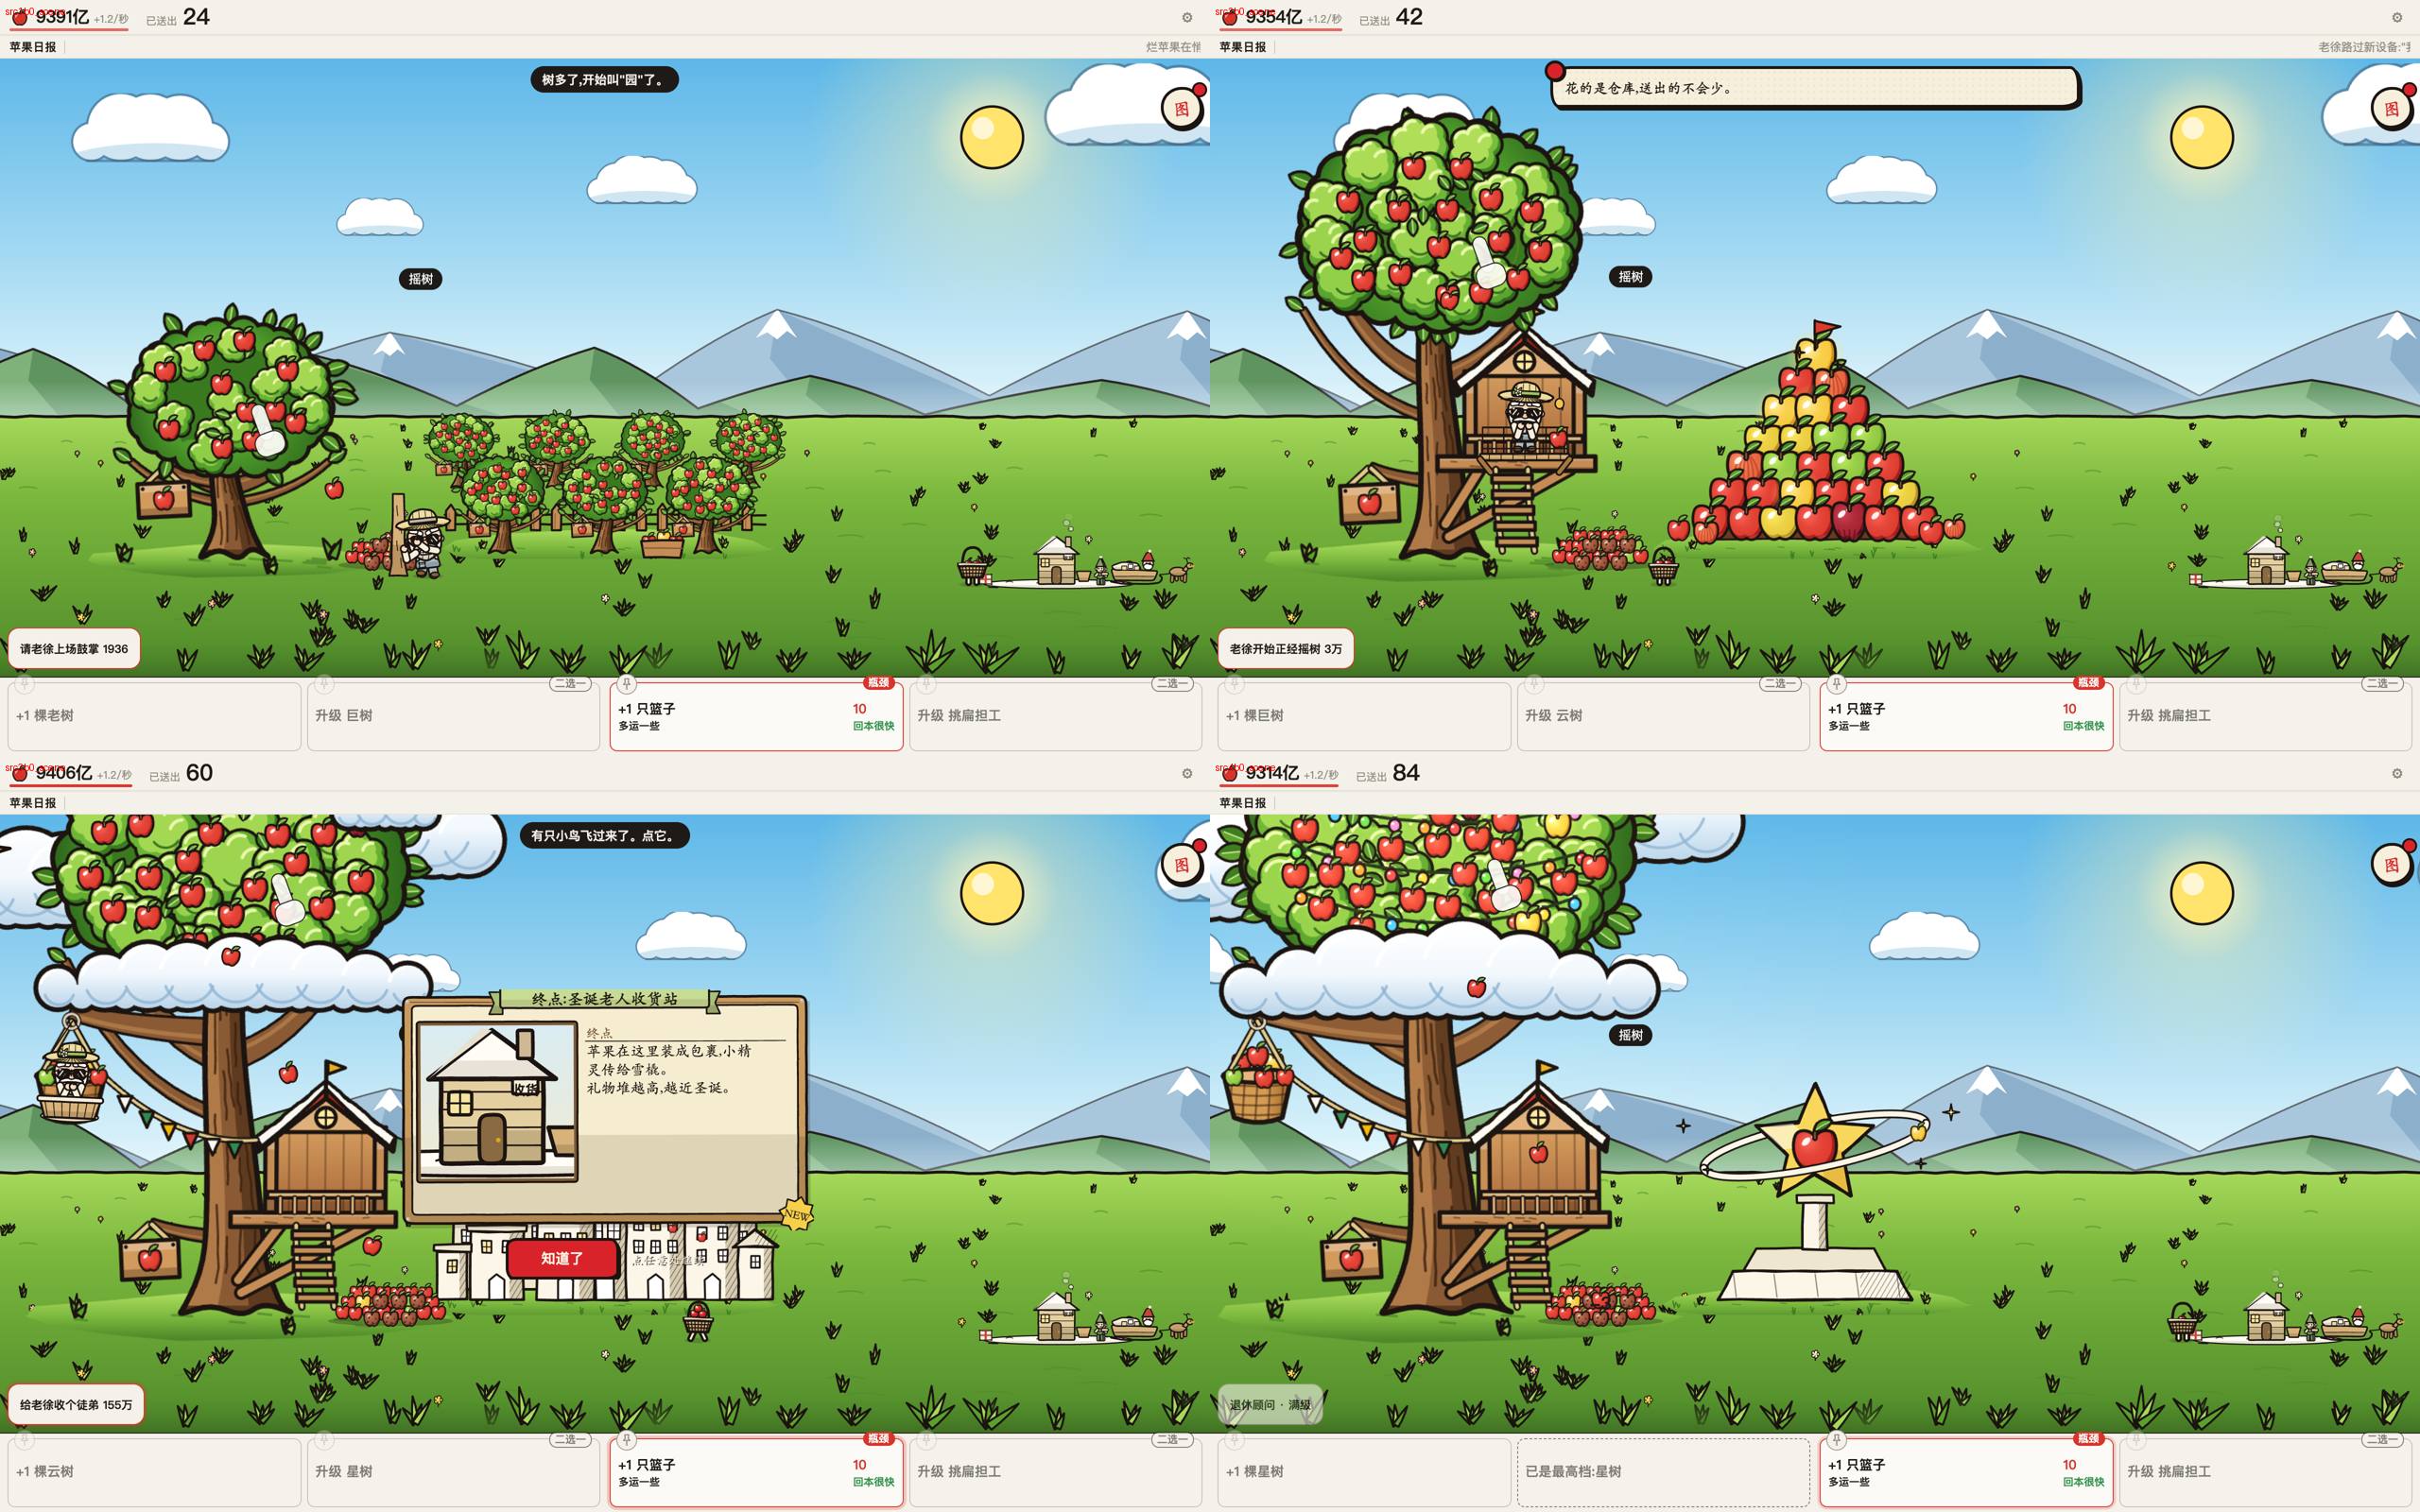 9391亿 +1.2/秒 已送出 24
苹果日报
烂苹果在
树多了,开始叫"园"了。
图
摇树
请老徐上场鼓掌 1936
+1 棵老树
升级 巨树
二选一
+1 只篮子
多运一些
瓶颈
10
回本很快
升级 挑扁担工
二选一
9354亿 +1.2/秒 已送出 42
苹果日报
老徐路过新设备:"
花的是仓库,送出的不会少。
图
摇树
老徐开始正经摇树 3万
+1 棵巨树
升级 云树
二选一
+1 只篮子
多运一些
瓶颈
10
回本很快
升级 挑扁担工
二选一
9406亿 +1.2/秒 已送出 60
苹果日报
有只小鸟飞过来了。点它。
图
终点:圣诞老人收货站
终点
苹果在这里装成包裹,小精
灵传给雪橇。
礼物堆越高,越近圣诞。
收货
NEW
知道了
给老徐收个徒弟 155万
+1 棵云树
升级 星树
二选一
+1 只篮子
多运一些
瓶颈
10
回本很快
升级 挑扁担工
二选一
9314亿 +1.2/秒 已送出 84
苹果日报
图
摇树
退休顾问 · 满级
+1 棵星树
已是最高档:星树
+1 只篮子
多运一些
瓶颈
10
回本很快
升级 挑扁担工
二选一